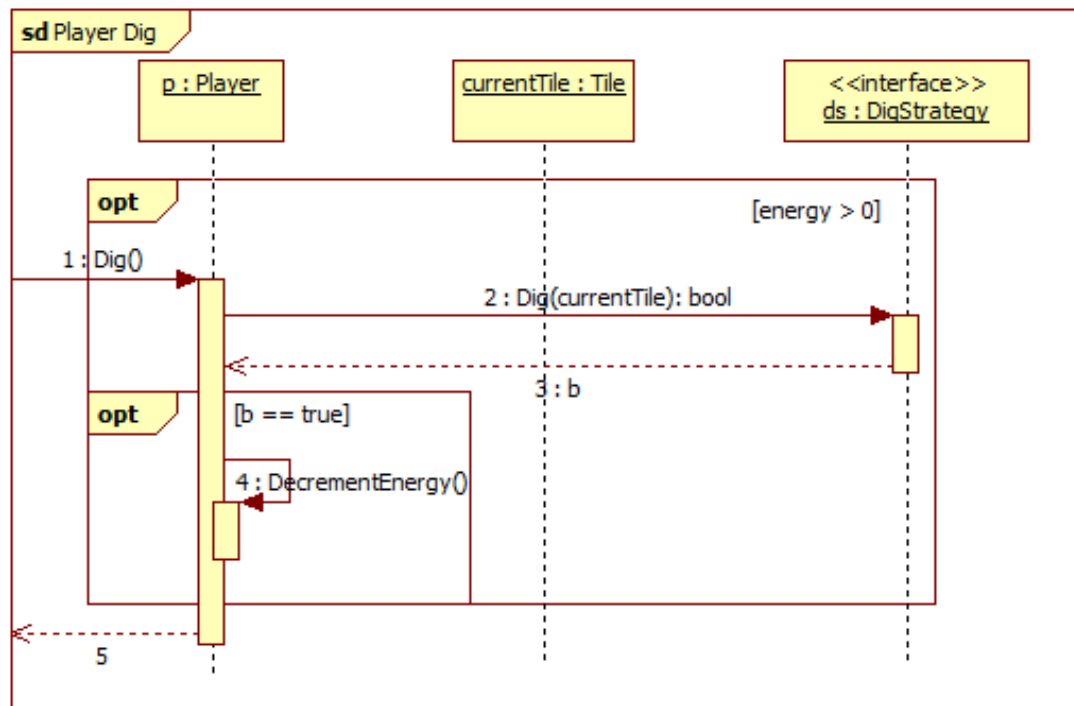 sd Player Dig
p : Player
currentTile : Tile
<<interface>>
ds : DigStrategy
opt
[energy > 0]
1 : Dig()
2 : Dig(currentTile): bool
3 : b
opt
[b == true]
4 : DecrementEnergy()
5